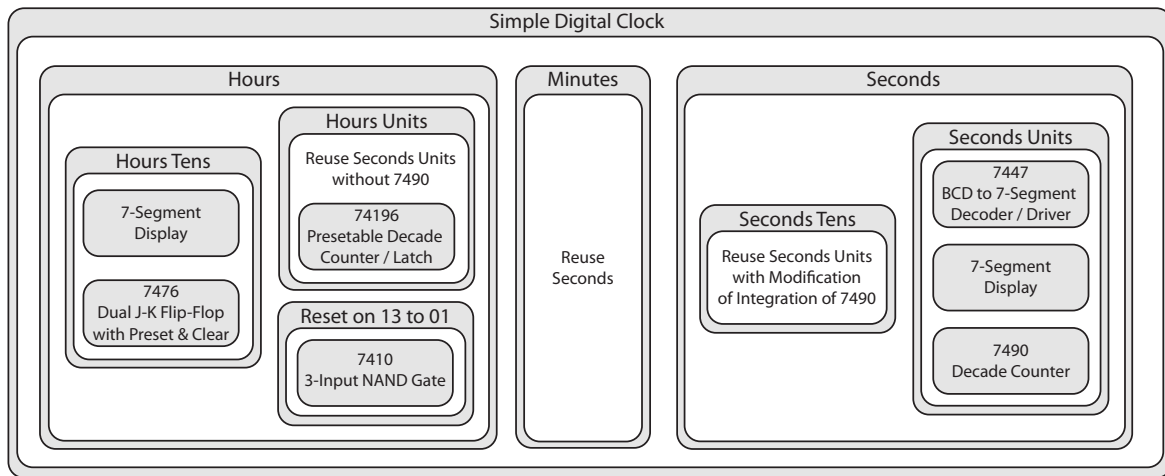 Simple Digital Clock
Hours
Hours Tens
7-Segment
Display
7476
Dual J-K Flip-Flop
with Preset & Clear
Hours Units
Reuse Seconds Units
without 7490
74196
Presetable Decade
Counter / Latch
Reset on 13 to 01
7410
3-Input NAND Gate
Minutes
Reuse
Seconds
Seconds
Seconds Tens
Reuse Seconds Units
with Modification
of Integration of 7490
Seconds Units
7447
BCD to 7-Segment
Decoder / Driver
7-Segment
Display
7490
Decade Counter